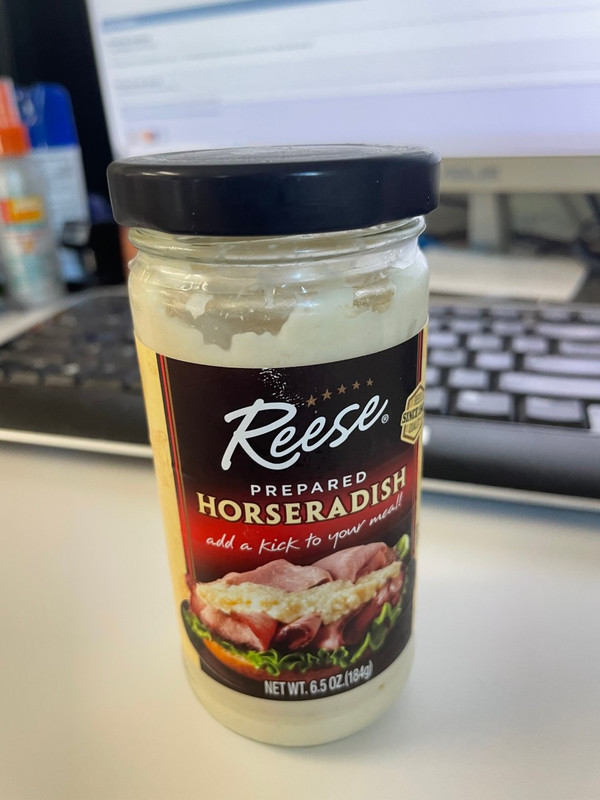 Reese®
PREPARED
HORSERADISH
add a kick to your meal!
NET WT. 6.5 OZ.(184g)